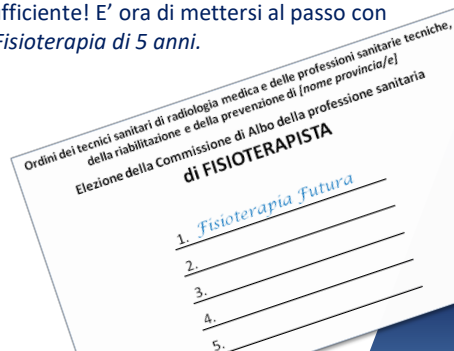 fficiente! E' ora di mettersi al passo con
Fisioterapia di 5 anni.
Ordini dei tecnici sanitari di radiologia medica e delle professioni sanitarie tecniche,
della riabilitazione e della prevenzione di [nome provincia/e]
Elezione della Commissione di Albo della professione sanitaria
di FISIOTERAPISTA
1. Fisioterapia Futura
2.
3.
4.
5.